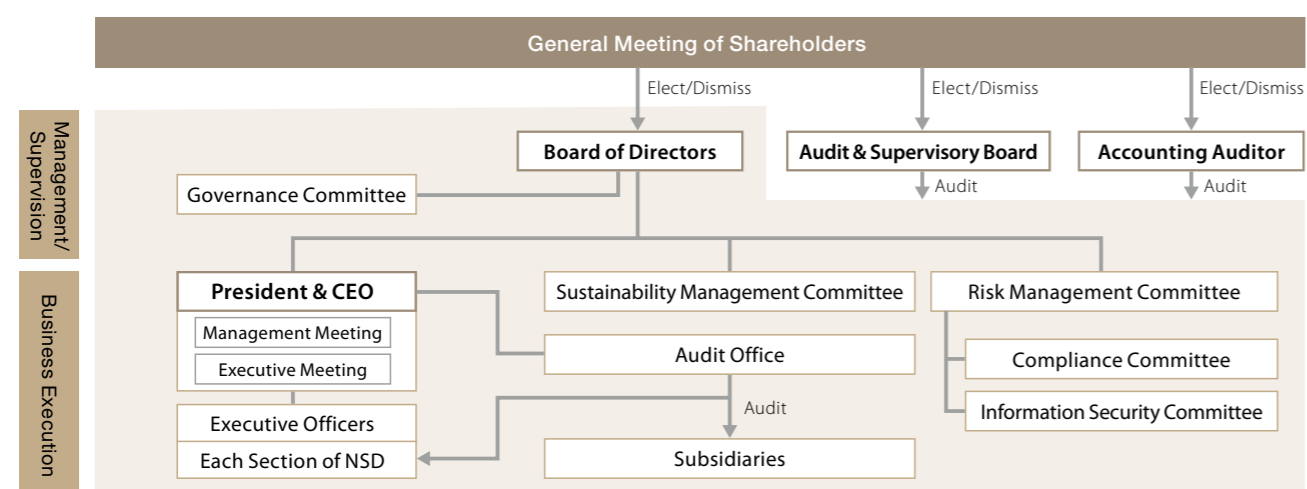 General Meeting of Shareholders
Elect/Dismiss
Elect/Dismiss
Elect/Dismiss
Management/
Supervision
Board of Directors
Audit & Supervisory Board
Accounting Auditor
Audit
Audit
Governance Committee
Business Execution
President & CEO
Sustainability Management Committee
Risk Management Committee
Management Meeting
Executive Meeting
Audit Office
Compliance Committee
Executive Officers
Audit
Information Security Committee
Each Section of NSD
Subsidiaries